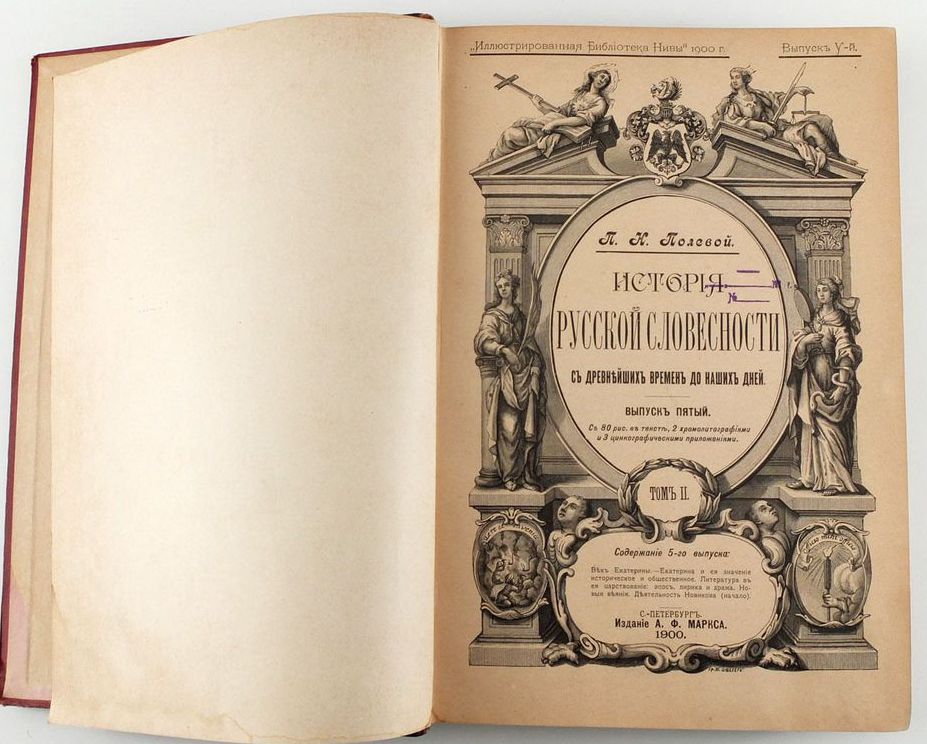 „Иллюстрированная Библіотека Нивы“ 1900 г.
Выпускъ V-й.
П. Н. Полевой.
ИСТОРІЯ
РУССКОЙ СЛОВЕСНОСТИ
СЪ ДРЕВНѢЙШИХЪ ВРЕМЕНЪ ДО НАШИХЪ ДНЕЙ.
ВЫПУСКЪ ПЯТЫЙ.
Съ 80 рис. въ текстѣ, 2 хромолитографіями
и 3 цинкографическими приложеніями.
ТОМЪ II.
Содержаніе 5-го выпуска:
Вѣкъ Екатерины.—Екатерина и ея значеніе
историческое и общественное. Литература въ
ея царствованіе: эпосъ, лирика и драма. Но-
выя вѣянія. Дѣятельность Новикова (начало).
С.-ПЕТЕРБУРГЪ.
Изданіе А. Ф. МАРКСА.
1900.